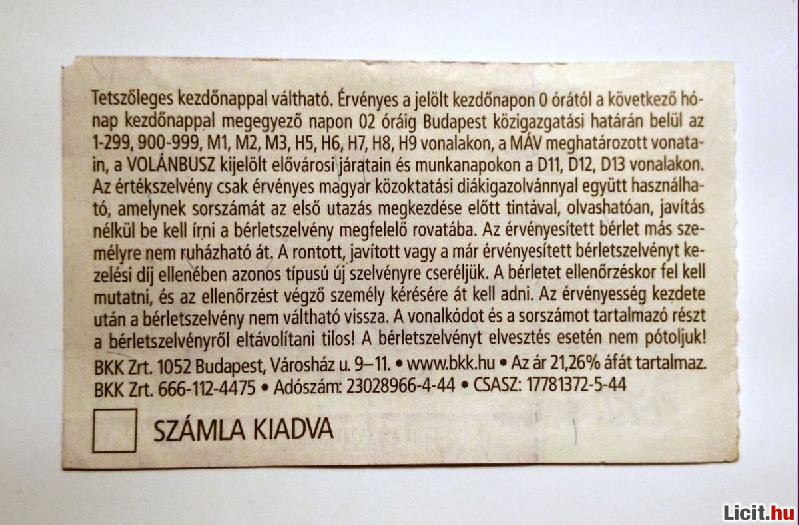 Tetszőleges kezdőnappal váltható. Érvényes a jelölt kezdőnapon 0 órától a következő hó-
nap kezdőnappal megegyező napon 02 óráig Budapest közigazgatási határán belül az
1-299, 900-999, M1, M2, M3, H5, H6, H7, H8, H9 vonalakon, a MÁV meghatározott vonata-
in, a VOLÁNBUSZ kijelölt elővárosi járatain és munkanapokon a D11, D12, D13 vonalakon.
Az értékszelvény csak érvényes magyar közoktatási diákigazolvánnyal együtt használha-
tó, amelynek sorszámát az első utazás megkezdése előtt tintával, olvashatóan, javítás
nélkül be kell írni a bérletszelvény megfelelő rovatába. Az érvényesített bérlet más sze-
mélyre nem ruházható át. A rontott, javított vagy a már érvényesített bérletszelvényt ke-
zelési díj ellenében azonos típusú új szelvényre cseréljük. A bérletet ellenőrzéskor fel kell
mutatni, és az ellenőrzést végző személy kérésére át kell adni. Az érvényesség kezdete
után a bérletszelvény nem váltható vissza. A vonalkódot és a sorszámot tartalmazó részt
a bérletszelvényről eltávolítani tilos! A bérletszelvényt elvesztés esetén nem pótoljuk!
BKK Zrt. 1052 Budapest, Városház u. 9–11. • www.bkk.hu • Az ár 21,26% áfát tartalmaz.
BKK Zrt. 666-112-4475 • Adószám: 23028966-4-44 • CSASZ: 17781372-5-44
SZÁMLA KIADVA
Licit.hu